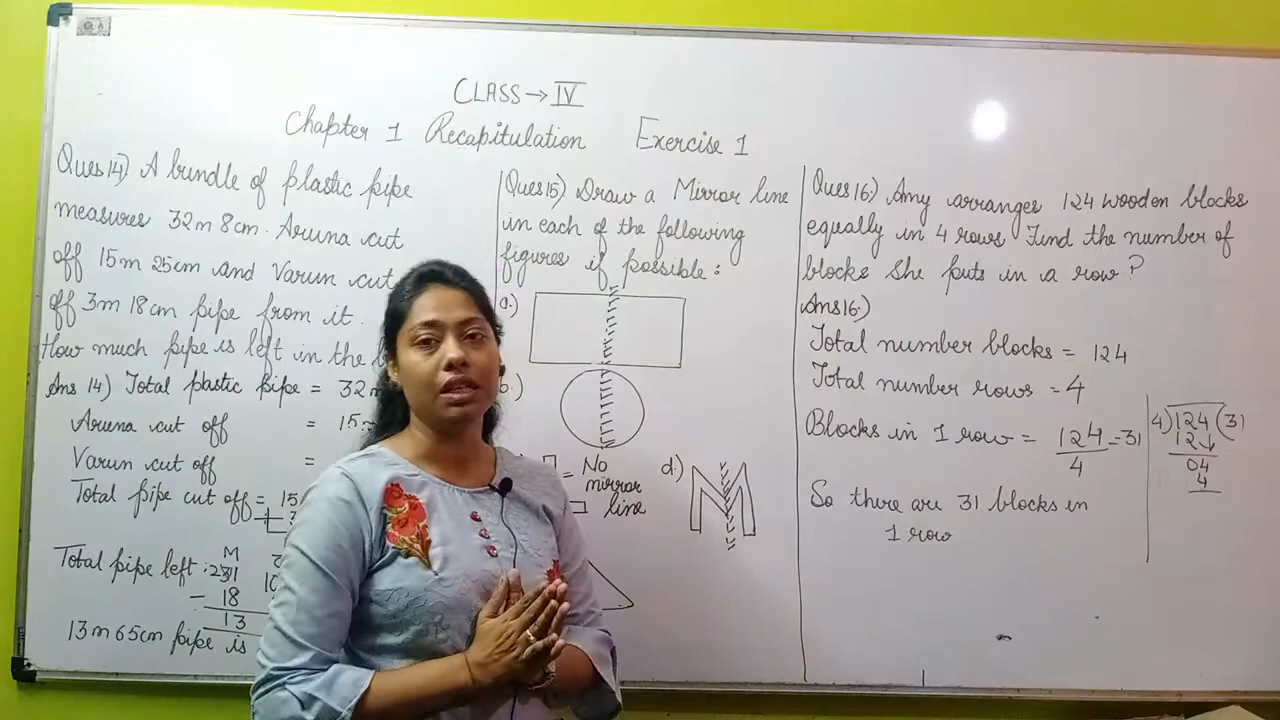 CLASS → IV
Chapter 1 Recapitulation Exercise 1
Ques 14) A bundle of plastic pipe
measures 32m 8cm. Aruna cut
off 15m 25cm and Varun cut
off 3m 18cm pipe from it.
How much pipe is left in the
Ans 14) Total plastic pipe = 32m
Aruna cut off = 15m
Varun cut off =
Total pipe cut off = 15
+
M
Total pipe left :
- 18
13
13m 65cm pipe is
Ques 15) Draw a Mirror line
in each of the following
figures if possible:
a.)
b.)
= No
mirror
line
d.)
Ques 16.) Amy arranges 124 wooden blocks
equally in 4 rows Find the number of
blocks She puts in a row?
Ans 16.)
Total number blocks = 124
Total number rows = 4
Blocks in 1 row = 124/4 = 31
So there are 31 blocks in
1 row
4)124(31
12↓
04
4